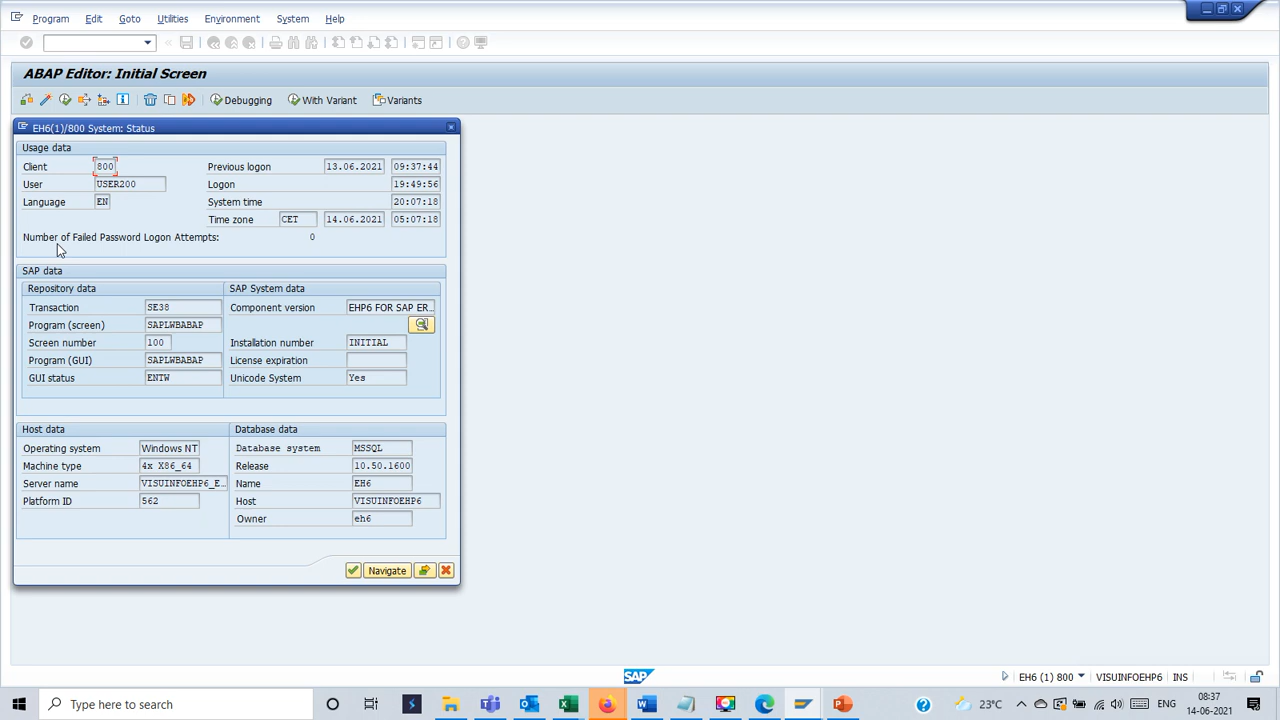 Program Edit Goto Utilities Environment System Help
ABAP Editor: Initial Screen
Debugging With Variant Variants
EH6(1)/800 System: Status
Usage data
Client 800 Previous logon 13.06.2021 09:37:44
User USER200 Logon 19:49:56
Language EN System time 20:07:18
Time zone CET 14.06.2021 05:07:18
Number of Failed Password Logon Attempts: 0
SAP data
Repository data SAP System data
Transaction SE38 Component version EHP6 FOR SAP ER..
Program (screen) SAPLWBABAP
Screen number 100 Installation number INITIAL
Program (GUI) SAPLWBABAP License expiration
GUI status ENTW Unicode System Yes
Host data Database data
Operating system Windows NT Database system MSSQL
Machine type 4x X86_64 Release 10.50.1600
Server name VISUINFOEHP6_E.. Name EH6
Platform ID 562 Host VISUINFOEHP6
Owner eh6
Navigate
SAP EH6 (1) 800 VISUINFOEHP6 INS
Type here to search 23°C ENG 08:37
14-06-2021